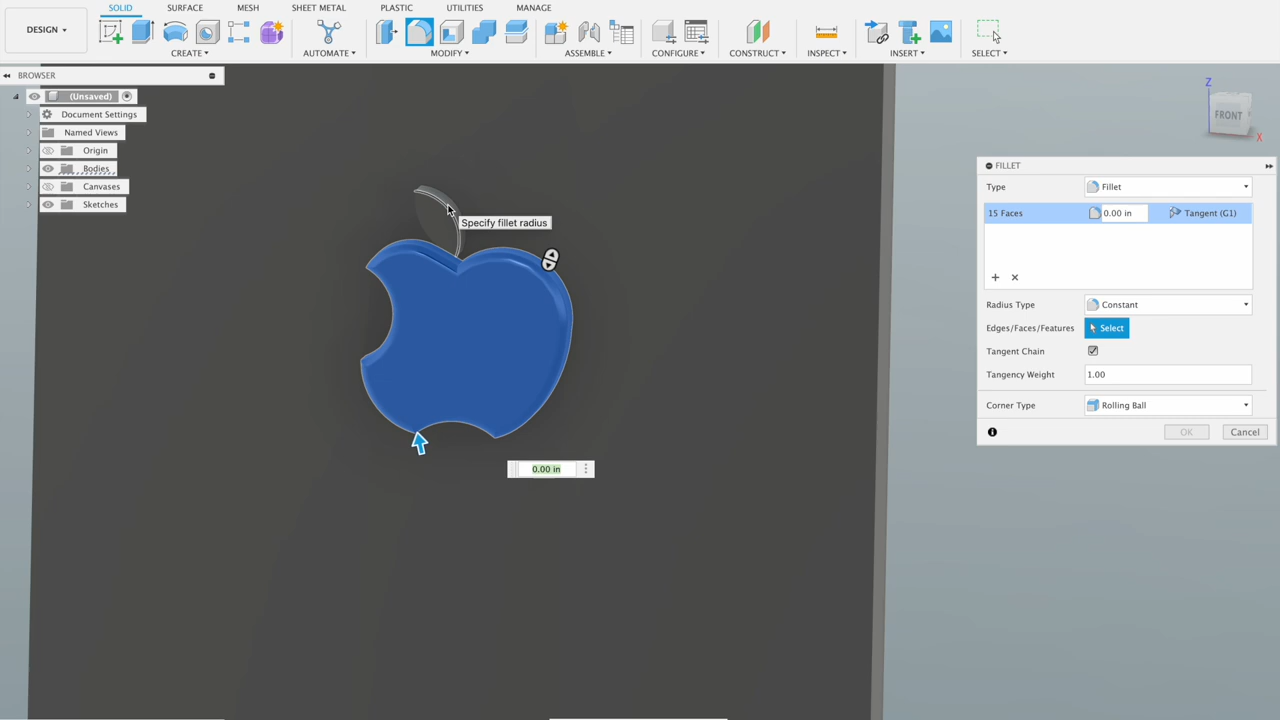 SOLID SURFACE MESH SHEET METAL PLASTIC UTILITIES MANAGE
DESIGN
CREATE AUTOMATE MODIFY ASSEMBLE CONFIGURE CONSTRUCT INSPECT INSERT SELECT
BROWSER
(Unsaved)
Document Settings
Named Views
Origin
Bodies
Canvases
Sketches
Z
FRONT
X
Specify fillet radius
0.00 in
FILLET
Type Fillet
15 Faces 0.00 in Tangent (G1)
Radius Type Constant
Edges/Faces/Features Select
Tangent Chain
Tangency Weight 1.00
Corner Type Rolling Ball
OK Cancel